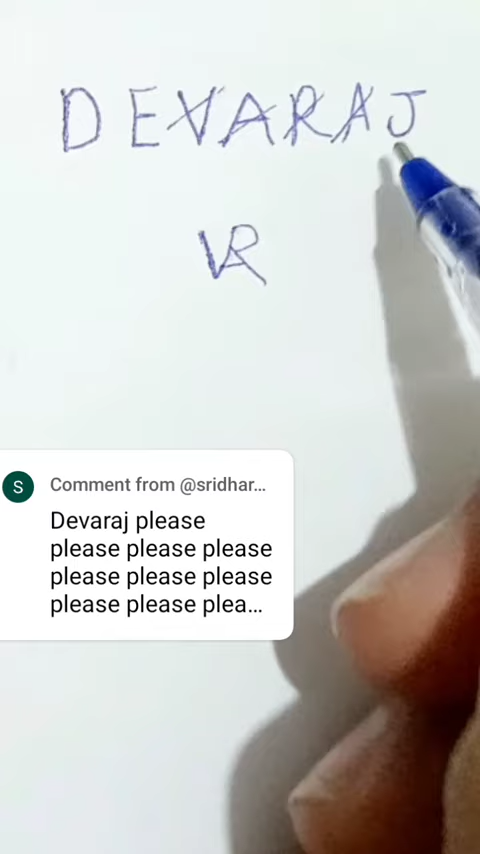 DEVARAJ
VR
S
Comment from @sridhar...
Devaraj please
please please please
please please please
please please plea...